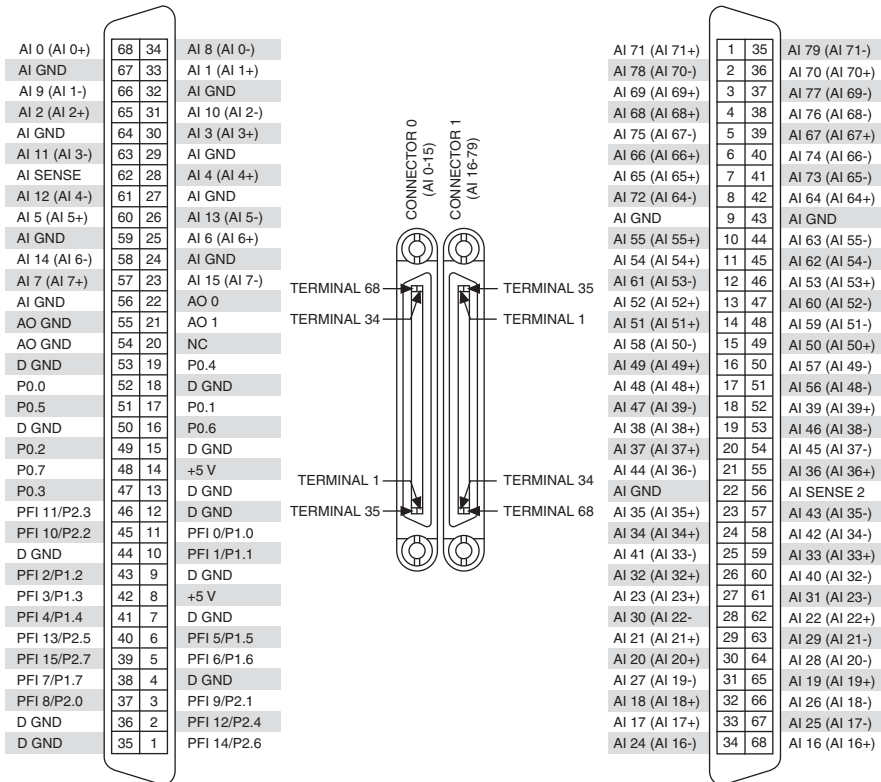 AI 0 (AI 0+) 68 34 AI 8 (AI 0-)
AI GND 67 33 AI 1 (AI 1+)
AI 9 (AI 1-) 66 32 AI GND
AI 2 (AI 2+) 65 31 AI 10 (AI 2-)
AI GND 64 30 AI 3 (AI 3+)
AI 11 (AI 3-) 63 29 AI GND
AI SENSE 62 28 AI 4 (AI 4+)
AI 12 (AI 4-) 61 27 AI GND
AI 5 (AI 5+) 60 26 AI 13 (AI 5-)
AI GND 59 25 AI 6 (AI 6+)
AI 14 (AI 6-) 58 24 AI GND
AI 7 (AI 7+) 57 23 AI 15 (AI 7-)
AI GND 56 22 AO 0
AO GND 55 21 AO 1
AO GND 54 20 NC
D GND 53 19 P0.4
P0.0 52 18 D GND
P0.5 51 17 P0.1
D GND 50 16 P0.6
P0.2 49 15 D GND
P0.7 48 14 +5 V
P0.3 47 13 D GND
PFI 11/P2.3 46 12 D GND
PFI 10/P2.2 45 11 PFI 0/P1.0
D GND 44 10 PFI 1/P1.1
PFI 2/P1.2 43 9 D GND
PFI 3/P1.3 42 8 +5 V
PFI 4/P1.4 41 7 D GND
PFI 13/P2.5 40 6 PFI 5/P1.5
PFI 15/P2.7 39 5 PFI 6/P1.6
PFI 7/P1.7 38 4 D GND
PFI 8/P2.0 37 3 PFI 9/P2.1
D GND 36 2 PFI 12/P2.4
D GND 35 1 PFI 14/P2.6
CONNECTOR 0
(AI 0-15)
CONNECTOR 1
(AI 16-79)
TERMINAL 68
TERMINAL 34
TERMINAL 35
TERMINAL 1
TERMINAL 1
TERMINAL 35
TERMINAL 34
TERMINAL 68
AI 71 (AI 71+) 1 35 AI 79 (AI 71-)
AI 78 (AI 70-) 2 36 AI 70 (AI 70+)
AI 69 (AI 69+) 3 37 AI 77 (AI 69-)
AI 68 (AI 68+) 4 38 AI 76 (AI 68-)
AI 75 (AI 67-) 5 39 AI 67 (AI 67+)
AI 66 (AI 66+) 6 40 AI 74 (AI 66-)
AI 65 (AI 65+) 7 41 AI 73 (AI 65-)
AI 72 (AI 64-) 8 42 AI 64 (AI 64+)
AI GND 9 43 AI GND
AI 55 (AI 55+) 10 44 AI 63 (AI 55-)
AI 54 (AI 54+) 11 45 AI 62 (AI 54-)
AI 61 (AI 53-) 12 46 AI 53 (AI 53+)
AI 52 (AI 52+) 13 47 AI 60 (AI 52-)
AI 51 (AI 51+) 14 48 AI 59 (AI 51-)
AI 58 (AI 50-) 15 49 AI 50 (AI 50+)
AI 49 (AI 49+) 16 50 AI 57 (AI 49-)
AI 48 (AI 48+) 17 51 AI 56 (AI 48-)
AI 47 (AI 39-) 18 52 AI 39 (AI 39+)
AI 38 (AI 38+) 19 53 AI 46 (AI 38-)
AI 37 (AI 37+) 20 54 AI 45 (AI 37-)
AI 44 (AI 36-) 21 55 AI 36 (AI 36+)
AI GND 22 56 AI SENSE 2
AI 35 (AI 35+) 23 57 AI 43 (AI 35-)
AI 34 (AI 34+) 24 58 AI 42 (AI 34-)
AI 41 (AI 33-) 25 59 AI 33 (AI 33+)
AI 32 (AI 32+) 26 60 AI 40 (AI 32-)
AI 23 (AI 23+) 27 61 AI 31 (AI 23-)
AI 30 (AI 22- 28 62 AI 22 (AI 22+)
AI 21 (AI 21+) 29 63 AI 29 (AI 21-)
AI 20 (AI 20+) 30 64 AI 28 (AI 20-)
AI 27 (AI 19-) 31 65 AI 19 (AI 19+)
AI 18 (AI 18+) 32 66 AI 26 (AI 18-)
AI 17 (AI 17+) 33 67 AI 25 (AI 17-)
AI 24 (AI 16-) 34 68 AI 16 (AI 16+)